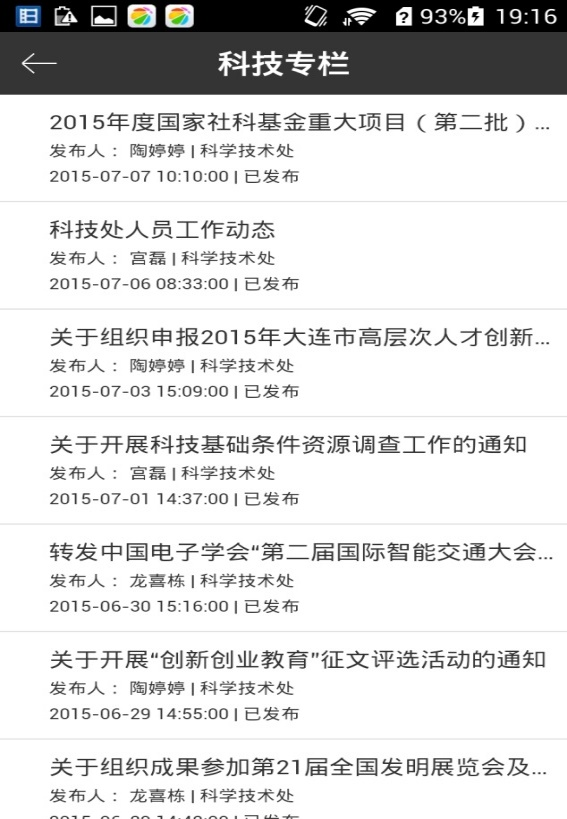 93% 19:16
科技专栏
2015年度国家社科基金重大项目（第二批）...
发布人： 陶婷婷 | 科学技术处
2015-07-07 10:10:00 | 已发布
科技处人员工作动态
发布人： 宫磊 | 科学技术处
2015-07-06 08:33:00 | 已发布
关于组织申报2015年大连市高层次人才创新...
发布人： 陶婷婷 | 科学技术处
2015-07-03 15:09:00 | 已发布
关于开展科技基础条件资源调查工作的通知
发布人： 宫磊 | 科学技术处
2015-07-01 14:37:00 | 已发布
转发中国电子学会“第二届国际智能交通大会...
发布人： 龙喜栋 | 科学技术处
2015-06-30 15:16:00 | 已发布
关于开展“创新创业教育”征文评选活动的通知
发布人： 陶婷婷 | 科学技术处
2015-06-29 14:55:00 | 已发布
关于组织成果参加第21届全国发明展览会及...
发布人： 龙喜栋 | 科学技术处